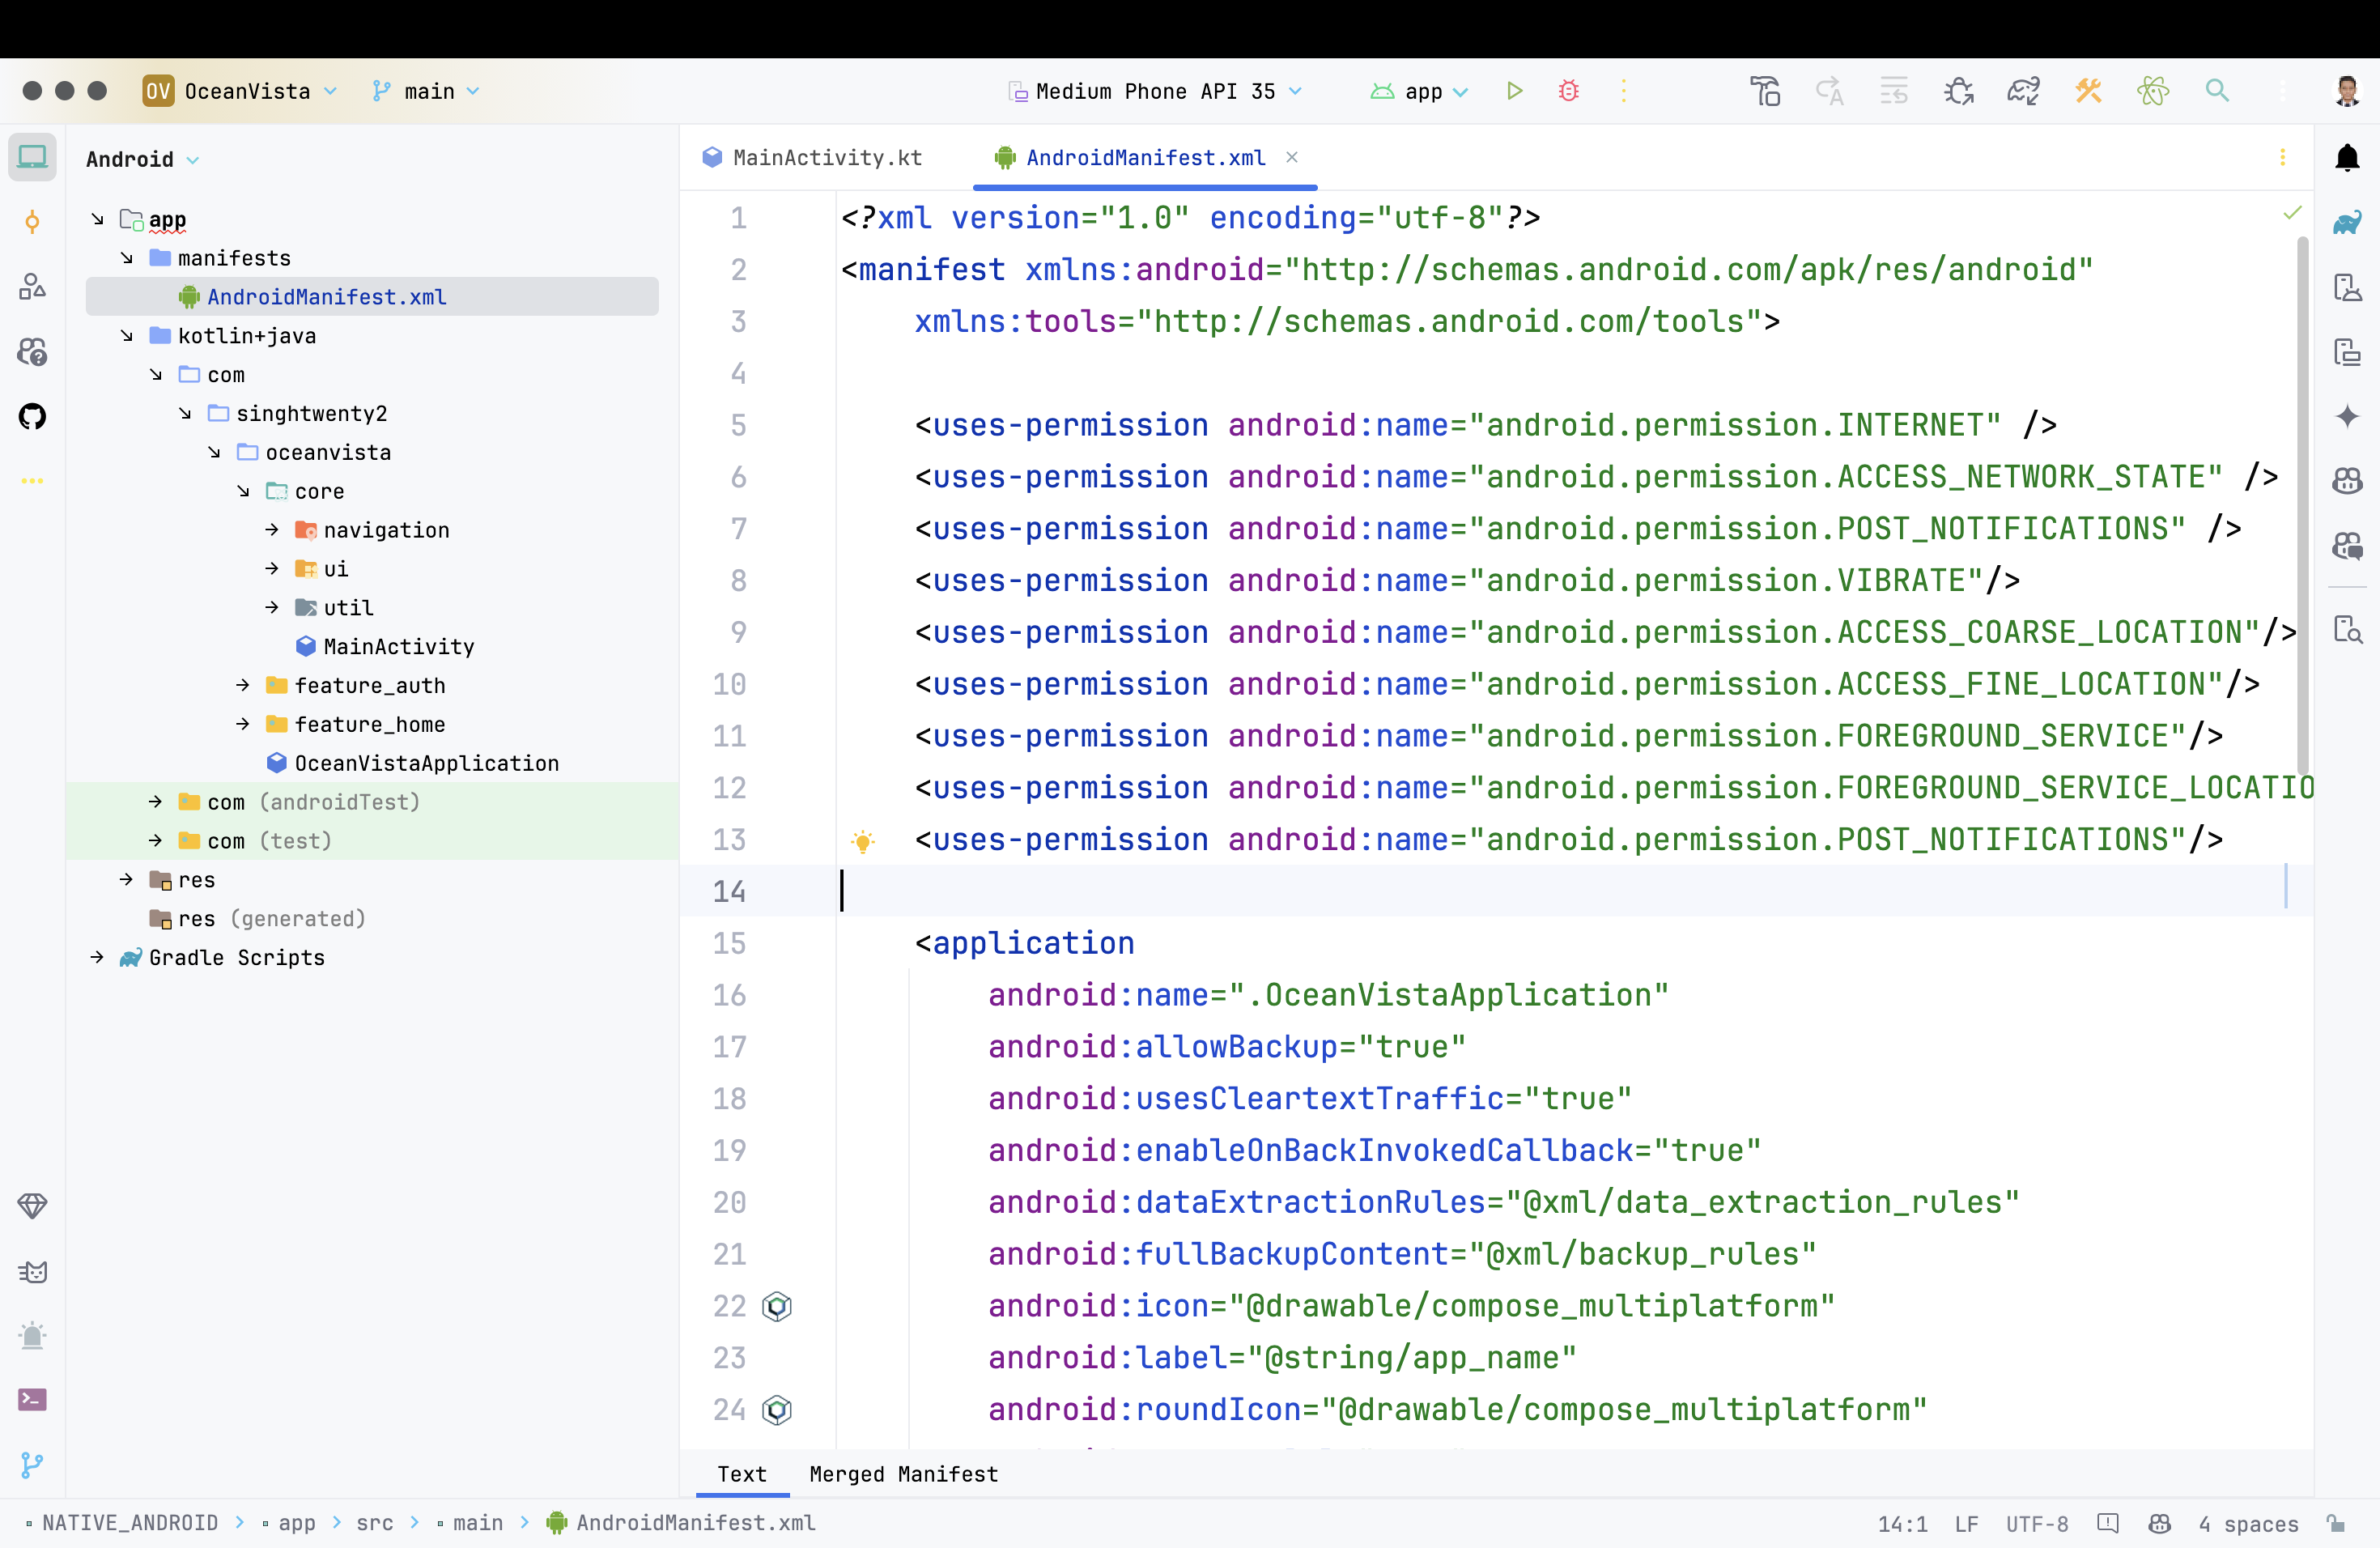 OV OceanVista main Medium Phone API 35 app
Android
app
manifests
AndroidManifest.xml
kotlin+java
com
singhtwenty2
oceanvista
core
navigation
ui
util
MainActivity
feature_auth
feature_home
OceanVistaApplication
com (androidTest)
com (test)
res
res (generated)
Gradle Scripts
MainActivity.kt AndroidManifest.xml
1 <?xml version="1.0" encoding="utf-8"?>
2 <manifest xmlns:android="http://schemas.android.com/apk/res/android"
3 xmlns:tools="http://schemas.android.com/tools">
4
5 <uses-permission android:name="android.permission.INTERNET" />
6 <uses-permission android:name="android.permission.ACCESS_NETWORK_STATE" />
7 <uses-permission android:name="android.permission.POST_NOTIFICATIONS" />
8 <uses-permission android:name="android.permission.VIBRATE"/>
9 <uses-permission android:name="android.permission.ACCESS_COARSE_LOCATION"/>
10 <uses-permission android:name="android.permission.ACCESS_FINE_LOCATION"/>
11 <uses-permission android:name="android.permission.FOREGROUND_SERVICE"/>
12 <uses-permission android:name="android.permission.FOREGROUND_SERVICE_LOCATIO
13 <uses-permission android:name="android.permission.POST_NOTIFICATIONS"/>
14
15 <application
16 android:name=".OceanVistaApplication"
17 android:allowBackup="true"
18 android:usesCleartextTraffic="true"
19 android:enableOnBackInvokedCallback="true"
20 android:dataExtractionRules="@xml/data_extraction_rules"
21 android:fullBackupContent="@xml/backup_rules"
22 android:icon="@drawable/compose_multiplatform"
23 android:label="@string/app_name"
24 android:roundIcon="@drawable/compose_multiplatform"
Text Merged Manifest
NATIVE_ANDROID > app > src > main > AndroidManifest.xml 14:1 LF UTF-8 4 spaces